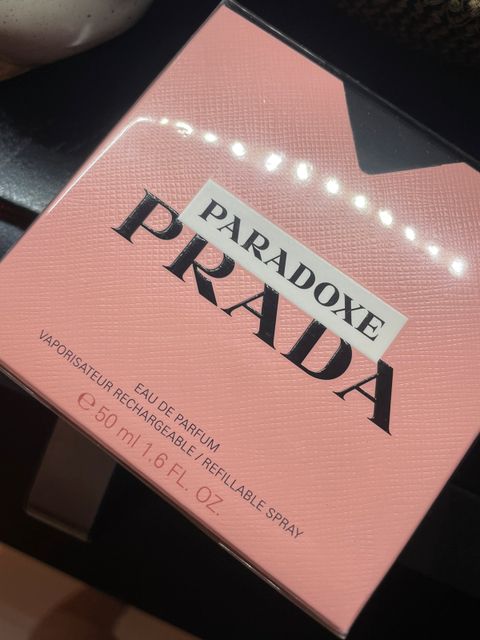 PARADOXE
PRADA
EAU DE PARFUM
VAPORISATEUR RECHARGEABLE / REFILLABLE SPRAY
℮ 50 ml 1.6 FL. OZ.